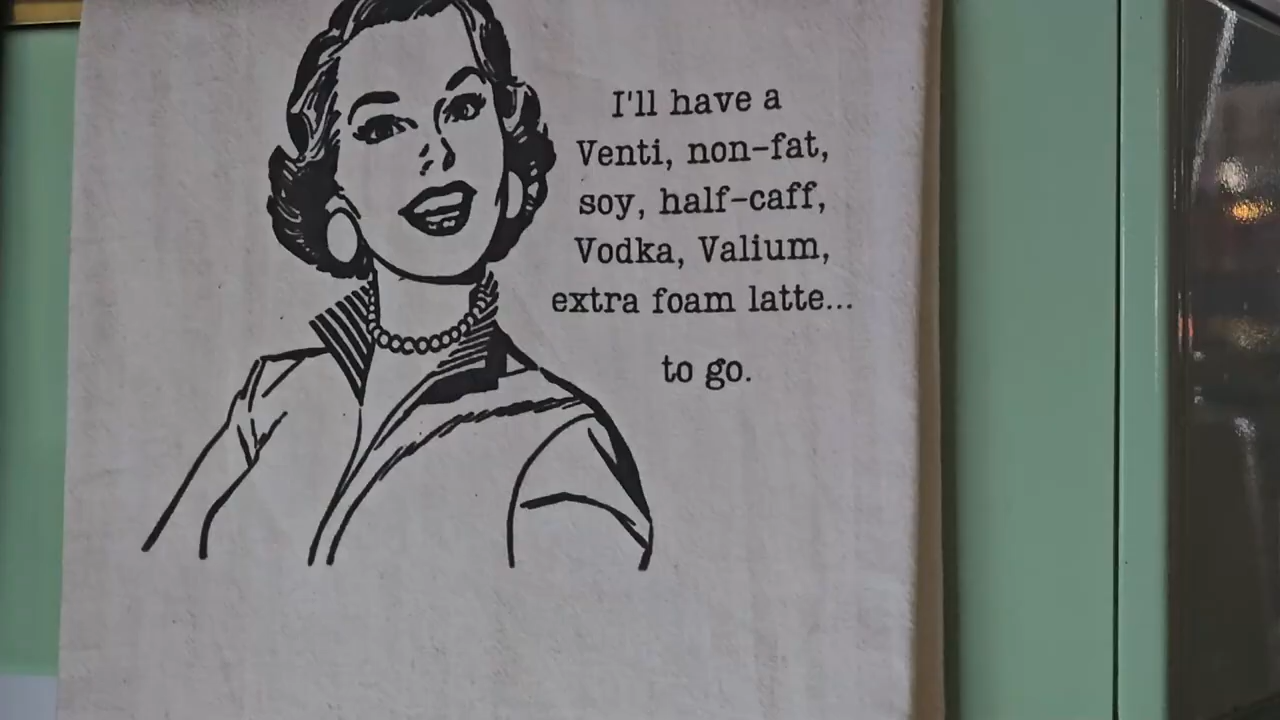 I'll have a
Venti, non-fat,
soy, half-caff,
Vodka, Valium,
extra foam latte...
to go.